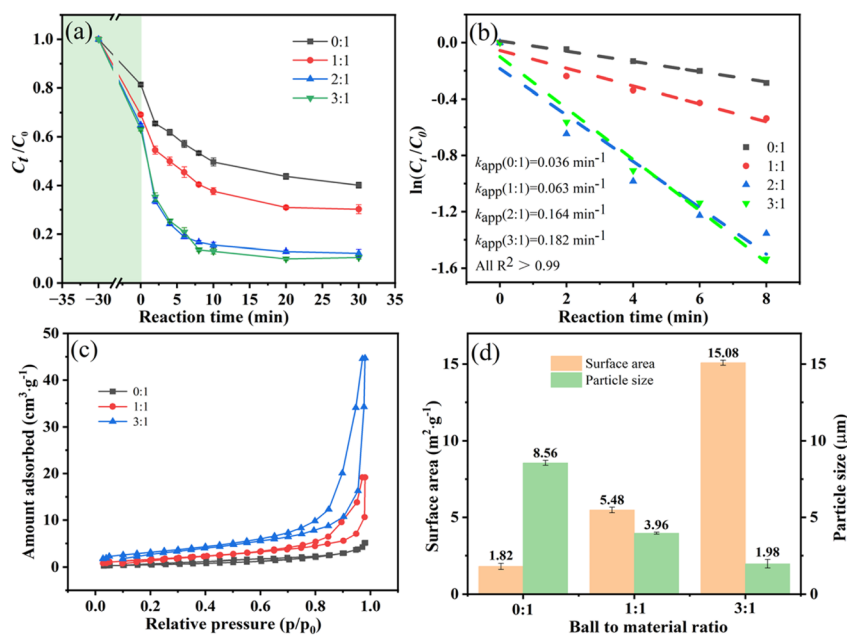 (a)
0:1
1:1
2:1
3:1
1.0
0.8
0.6
0.4
0.2
0.0
Cₜ/C₀
−35 −30 0 5 10 15 20 25 30 35
Reaction time (min)
(b)
0.0
-0.4
-0.8
-1.2
-1.6
ln(Cₜ/C₀)
0:1
1:1
2:1
3:1
kapp(0:1)=0.036 min⁻¹
kapp(1:1)=0.063 min⁻¹
kapp(2:1)=0.164 min⁻¹
kapp(3:1)=0.182 min⁻¹
All R² > 0.99
0 2 4 6 8
Reaction time (min)
(c)
45
40
35
30
25
20
15
10
5
0
Amount adsorbed (cm³·g⁻¹)
0:1
1:1
3:1
0.0 0.2 0.4 0.6 0.8 1.0
Relative pressure (p/p₀)
(d)
Surface area
Particle size
15
10
5
0
Surface area (m²·g⁻¹)
1.82
8.56
5.48
3.96
15.08
1.98
15
10
5
0
Particle size (μm)
0:1 1:1 3:1
Ball to material ratio